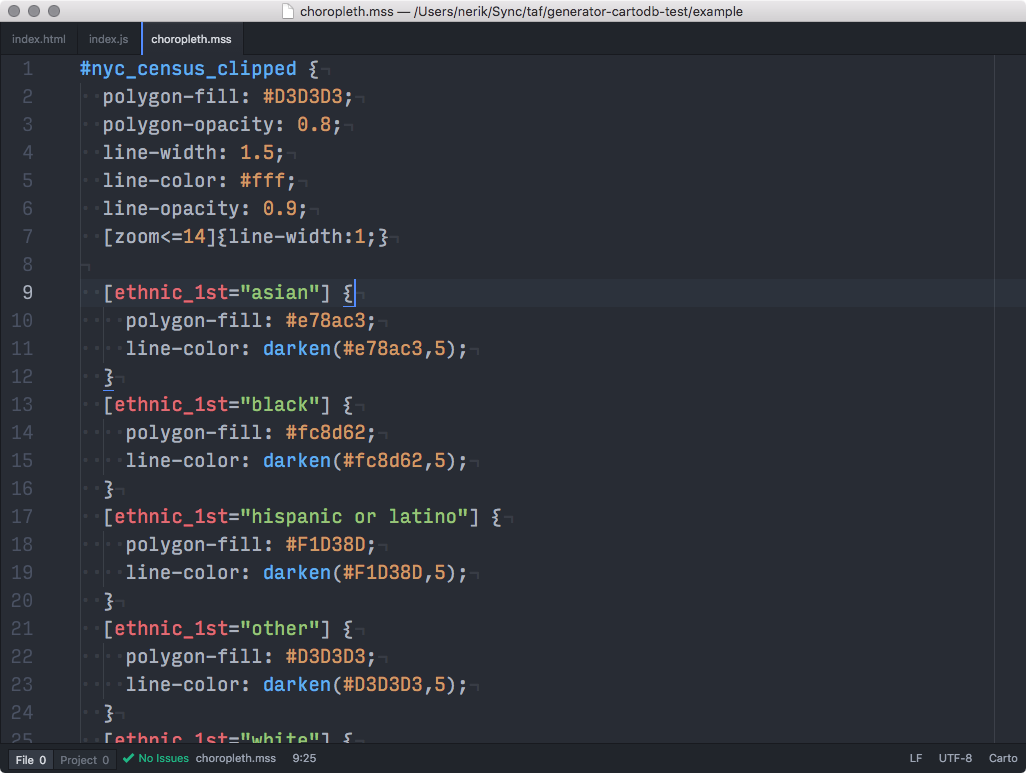 choropleth.mss — /Users/nerik/Sync/taf/generator-cartodb-test/example
index.html index.js choropleth.mss
1 #nyc_census_clipped {¬
2 ··polygon-fill: #D3D3D3;¬
3 ··polygon-opacity: 0.8;¬
4 ··line-width: 1.5;¬
5 ··line-color: #fff;¬
6 ··line-opacity: 0.9;¬
7 ··[zoom<=14]{line-width:1;}¬
8 ¬
9 ··[ethnic_1st="asian"] {¬
10 ····polygon-fill: #e78ac3;¬
11 ····line-color: darken(#e78ac3,5);¬
12 ··}¬
13 ··[ethnic_1st="black"] {¬
14 ····polygon-fill: #fc8d62;¬
15 ····line-color: darken(#fc8d62,5);¬
16 ··}¬
17 ··[ethnic_1st="hispanic or latino"] {¬
18 ····polygon-fill: #F1D38D;¬
19 ····line-color: darken(#F1D38D,5);¬
20 ··}¬
21 ··[ethnic_1st="other"] {¬
22 ····polygon-fill: #D3D3D3;¬
23 ····line-color: darken(#D3D3D3,5);¬
24 ··}¬
25 ··[ethnic_1st="white"] {¬
File 0 Project 0 No Issues choropleth.mss 9:25 LF UTF-8 Carto